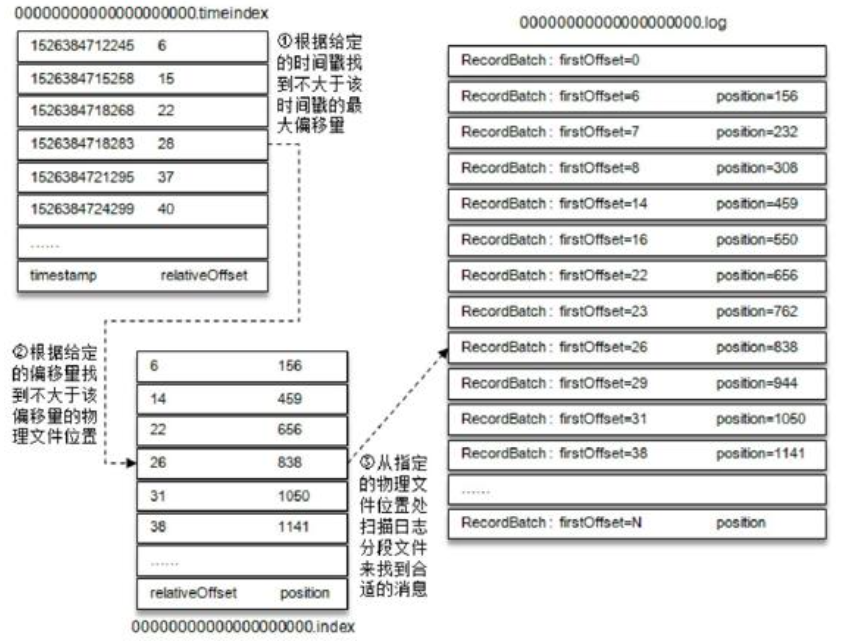 00000000000000000000.timeindex
1526384712245 6
1526384715258 15
1526384718268 22
1526384718283 28
1526384721295 37
1526384724299 40
......
timestamp relativeOffset
①根据给定
的时间戳找
到不大于该
时间戳的最
大偏移量
②根据给定
的偏移量找
到不大于该
偏移量的物
理文件位置
6 156
14 459
22 656
26 838
31 1050
38 1141
......
relativeOffset position
00000000000000000000.index
③从指定
的物理文
件位置处
扫描日志
分段文件
来找到合
适的消息
00000000000000000000.log
RecordBatch: firstOffset=0
RecordBatch: firstOffset=6 position=156
RecordBatch: firstOffset=7 position=232
RecordBatch: firstOffset=8 position=308
RecordBatch: firstOffset=14 position=459
RecordBatch: firstOffset=16 position=550
RecordBatch: firstOffset=22 position=656
RecordBatch: firstOffset=23 position=762
RecordBatch: firstOffset=26 position=838
RecordBatch: firstOffset=29 position=944
RecordBatch: firstOffset=31 position=1050
RecordBatch: firstOffset=38 position=1141
......
RecordBatch: firstOffset=N position